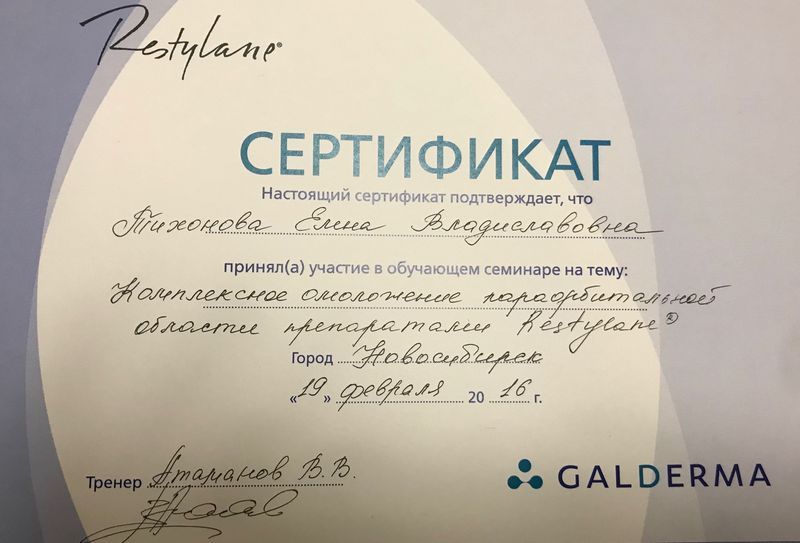 Restylane®
СЕРТИФИКАТ
Настоящий сертификат подтверждает, что
Тихонова Елена Владиславовна
принял(а) участие в обучающем семинаре на тему:
Комплексное омоложение параорбитальной
области препаратами Restylane®
Город Новосибирск
«19» февраля 2016 г.
Тренер Атаманов В.В.
GALDERMA